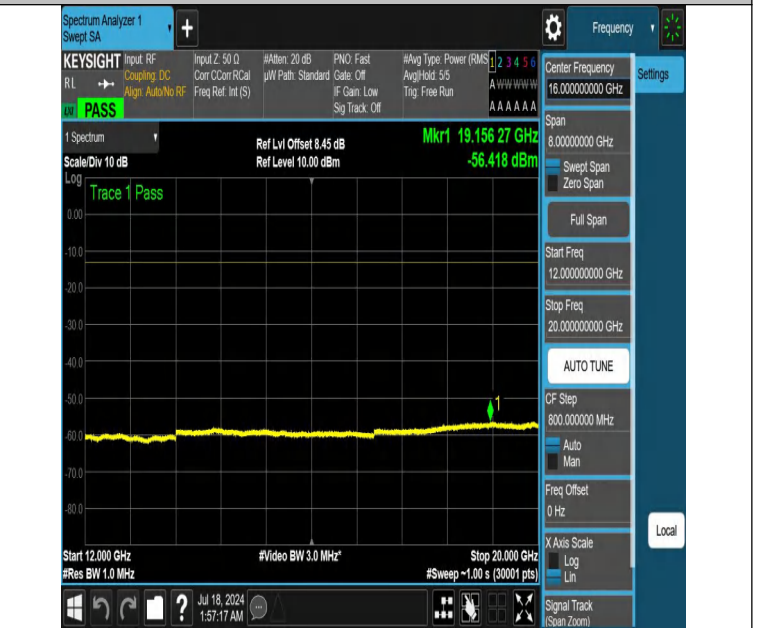 Spectrum Analyzer 1
Swept SA
+
Frequency
KEYSIGHT
RL
PASS
Input: RF
Coupling: DC
Align: Auto/No RF
Input Z: 50 Ω
Corr CCorr RCal
Freq Ref: Int (S)
#Atten: 20 dB
µW Path: Standard
PNO: Fast
Gate: Off
IF Gain: Low
Sig Track: Off
#Avg Type: Power (RMS
Avg|Hold: 5/5
Trig: Free Run
1 2 3 4 5 6
A W W W W W
A A A A A A
1 Spectrum
Scale/Div 10 dB
Ref Lvl Offset 8.45 dB
Ref Level 10.00 dBm
Mkr1 19.156 27 GHz
-56.418 dBm
Log
Trace 1 Pass
0.00
-10.0
-20.0
-30.0
-40.0
-50.0
-60.0
-70.0
-80.0
1
Start 12.000 GHz
#Res BW 1.0 MHz
#Video BW 3.0 MHz*
Stop 20.000 GHz
#Sweep ~1.00 s (30001 pts)
Center Frequency
16.000000000 GHz
Span
8.00000000 GHz
Swept Span
Zero Span
Full Span
Start Freq
12.000000000 GHz
Stop Freq
20.000000000 GHz
AUTO TUNE
CF Step
800.000000 MHz
Auto
Man
Freq Offset
0 Hz
X Axis Scale
Log
Lin
Signal Track
(Span Zoom)
Settings
Local
?
Jul 18, 2024
1:57:17 AM